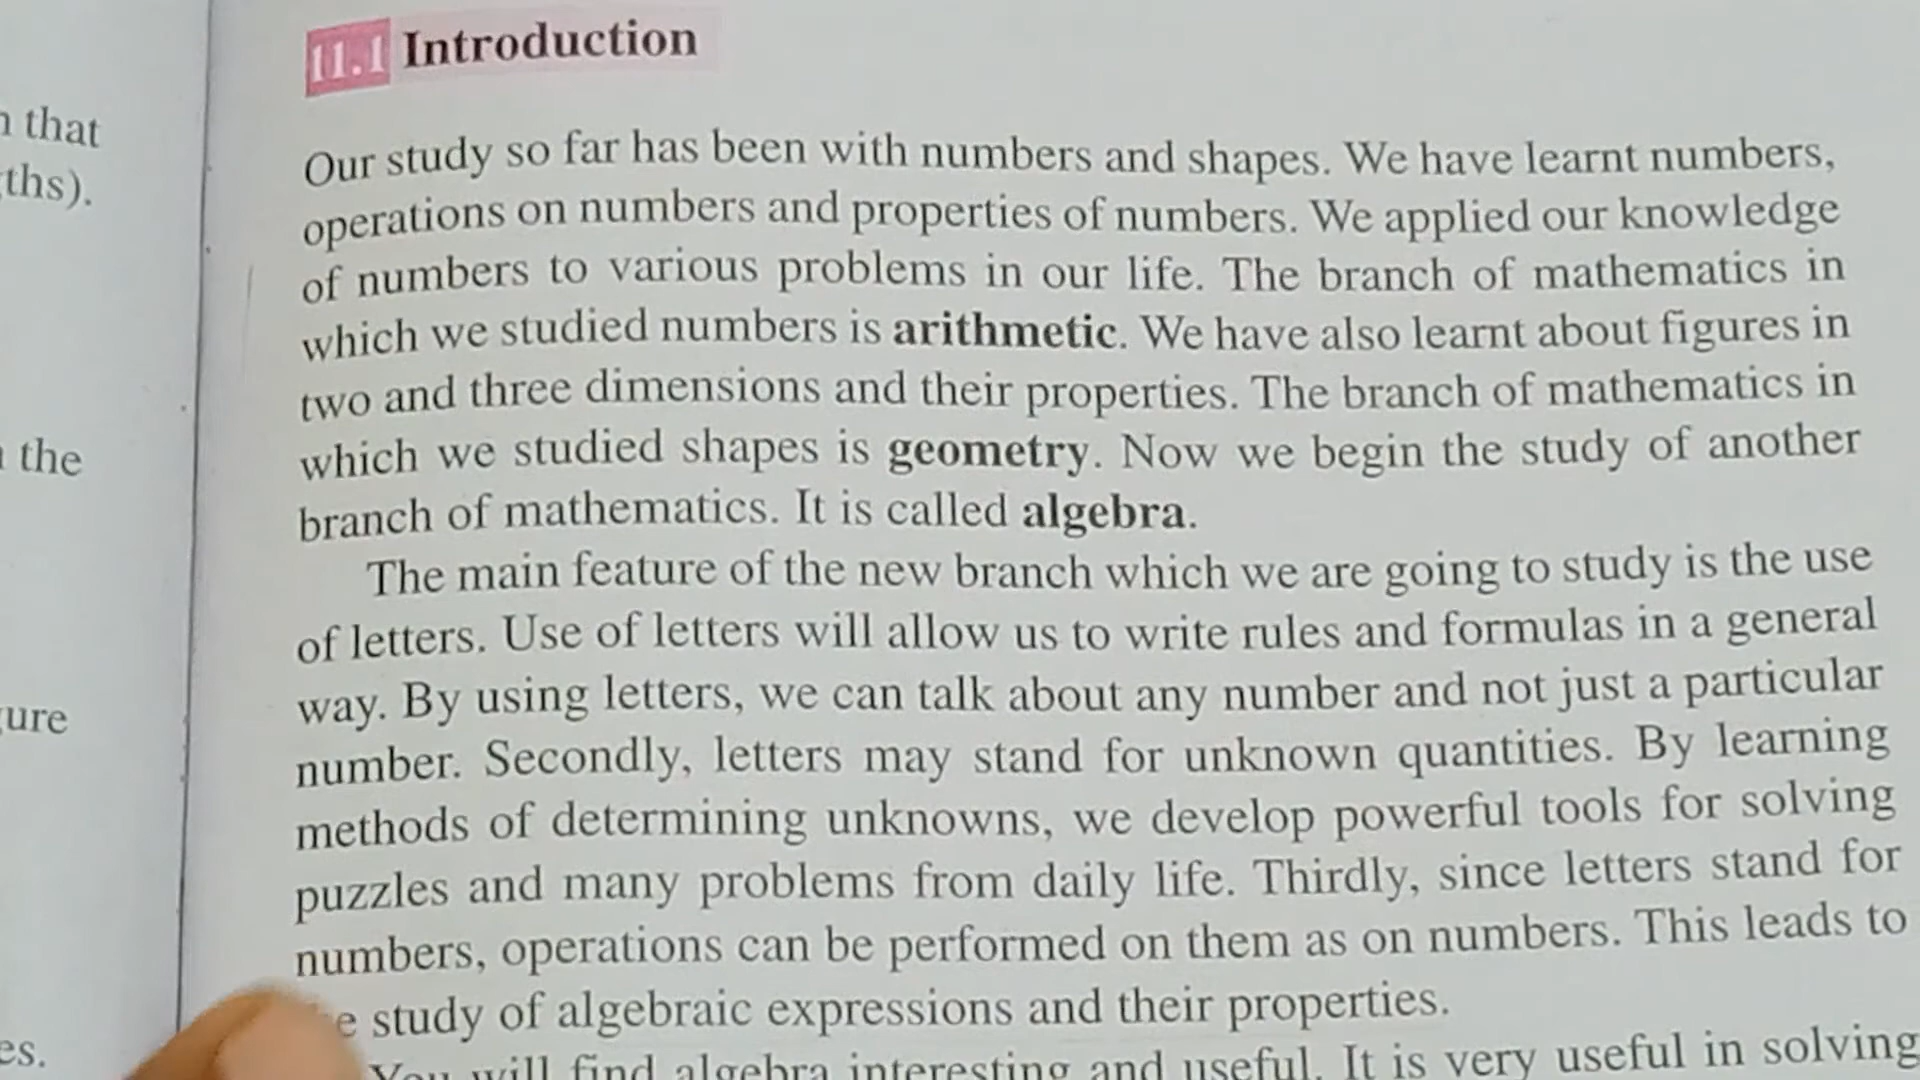 n that
ths).
the
ure
es.
11.1 Introduction
Our study so far has been with numbers and shapes. We have learnt numbers,
operations on numbers and properties of numbers. We applied our knowledge
of numbers to various problems in our life. The branch of mathematics in
which we studied numbers is arithmetic. We have also learnt about figures in
two and three dimensions and their properties. The branch of mathematics in
which we studied shapes is geometry. Now we begin the study of another
branch of mathematics. It is called algebra.
The main feature of the new branch which we are going to study is the use
of letters. Use of letters will allow us to write rules and formulas in a general
way. By using letters, we can talk about any number and not just a particular
number. Secondly, letters may stand for unknown quantities. By learning
methods of determining unknowns, we develop powerful tools for solving
puzzles and many problems from daily life. Thirdly, since letters stand for
numbers, operations can be performed on them as on numbers. This leads to
e study of algebraic expressions and their properties.
You will find algebra interesting and useful. It is very useful in solving